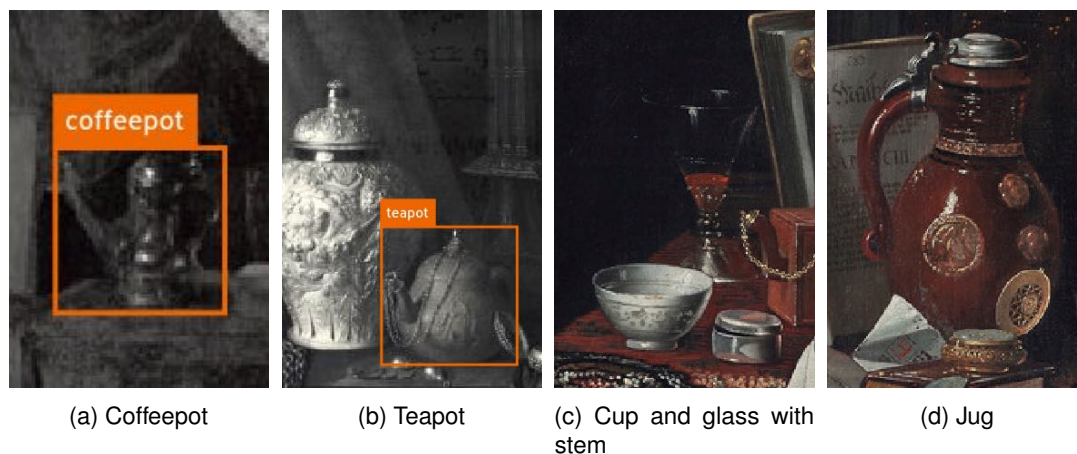 coffeepot
teapot
(a) Coffeepot
(b) Teapot
(c) Cup and glass with
stem
(d) Jug